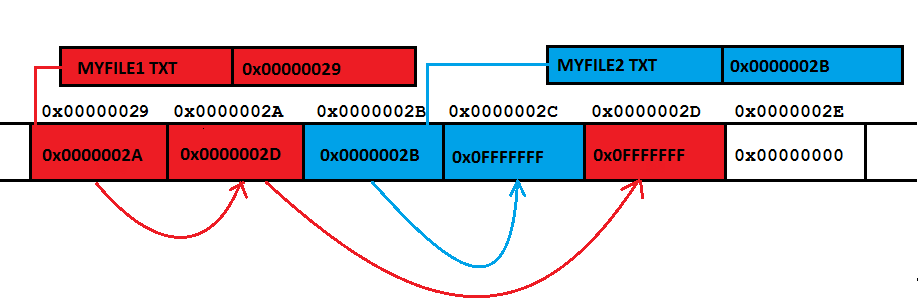 MYFILE1 TXT 0x00000029
MYFILE2 TXT 0x0000002B
0x00000029 0x0000002A 0x0000002B 0x0000002C 0x0000002D 0x0000002E
0x0000002A 0x0000002D 0x0000002B 0x0FFFFFFF 0x0FFFFFFF 0x00000000